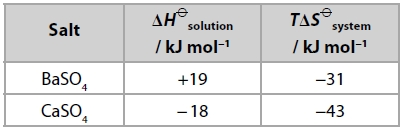 Salt ΔH⦵solution / kJ mol⁻¹ TΔS⦵system / kJ mol⁻¹
BaSO₄ +19 −31
CaSO₄ −18 −43